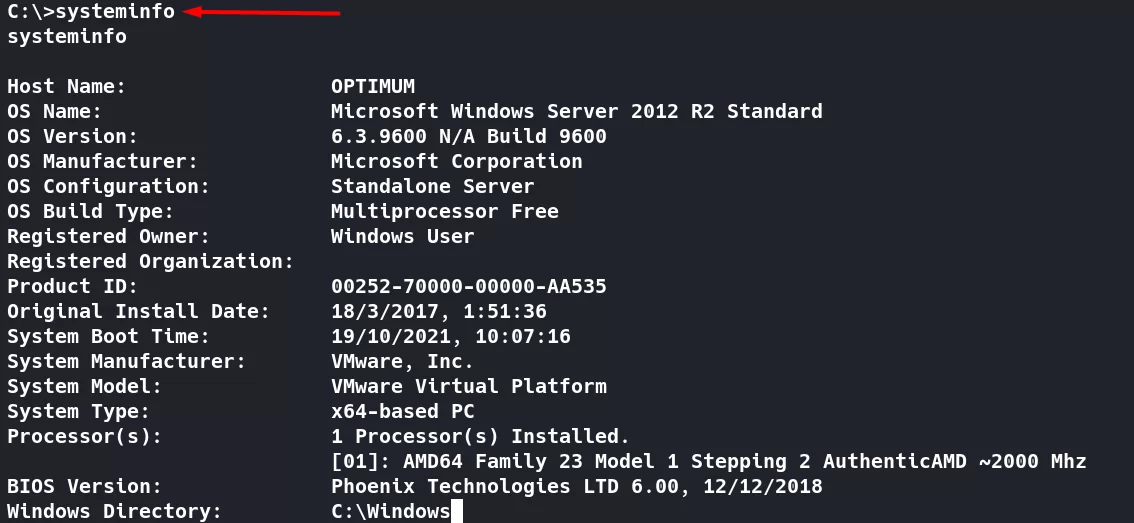 C:\>systeminfo
systeminfo
Host Name: OPTIMUM
OS Name: Microsoft Windows Server 2012 R2 Standard
OS Version: 6.3.9600 N/A Build 9600
OS Manufacturer: Microsoft Corporation
OS Configuration: Standalone Server
OS Build Type: Multiprocessor Free
Registered Owner: Windows User
Registered Organization:
Product ID: 00252-70000-00000-AA535
Original Install Date: 18/3/2017, 1:51:36
System Boot Time: 19/10/2021, 10:07:16
System Manufacturer: VMware, Inc.
System Model: VMware Virtual Platform
System Type: x64-based PC
Processor(s): 1 Processor(s) Installed.
[01]: AMD64 Family 23 Model 1 Stepping 2 AuthenticAMD ~2000 Mhz
BIOS Version: Phoenix Technologies LTD 6.00, 12/12/2018
Windows Directory: C:\Windows